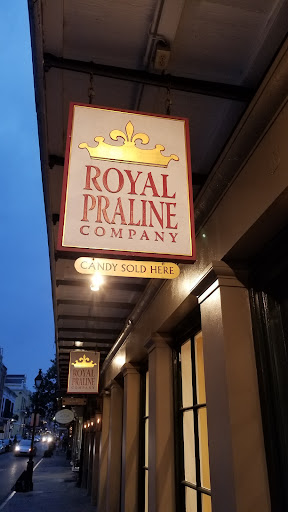 ROYAL
PRALINE
COMPANY
CANDY SOLD HERE
ROYAL
PRALINE
COMPANY